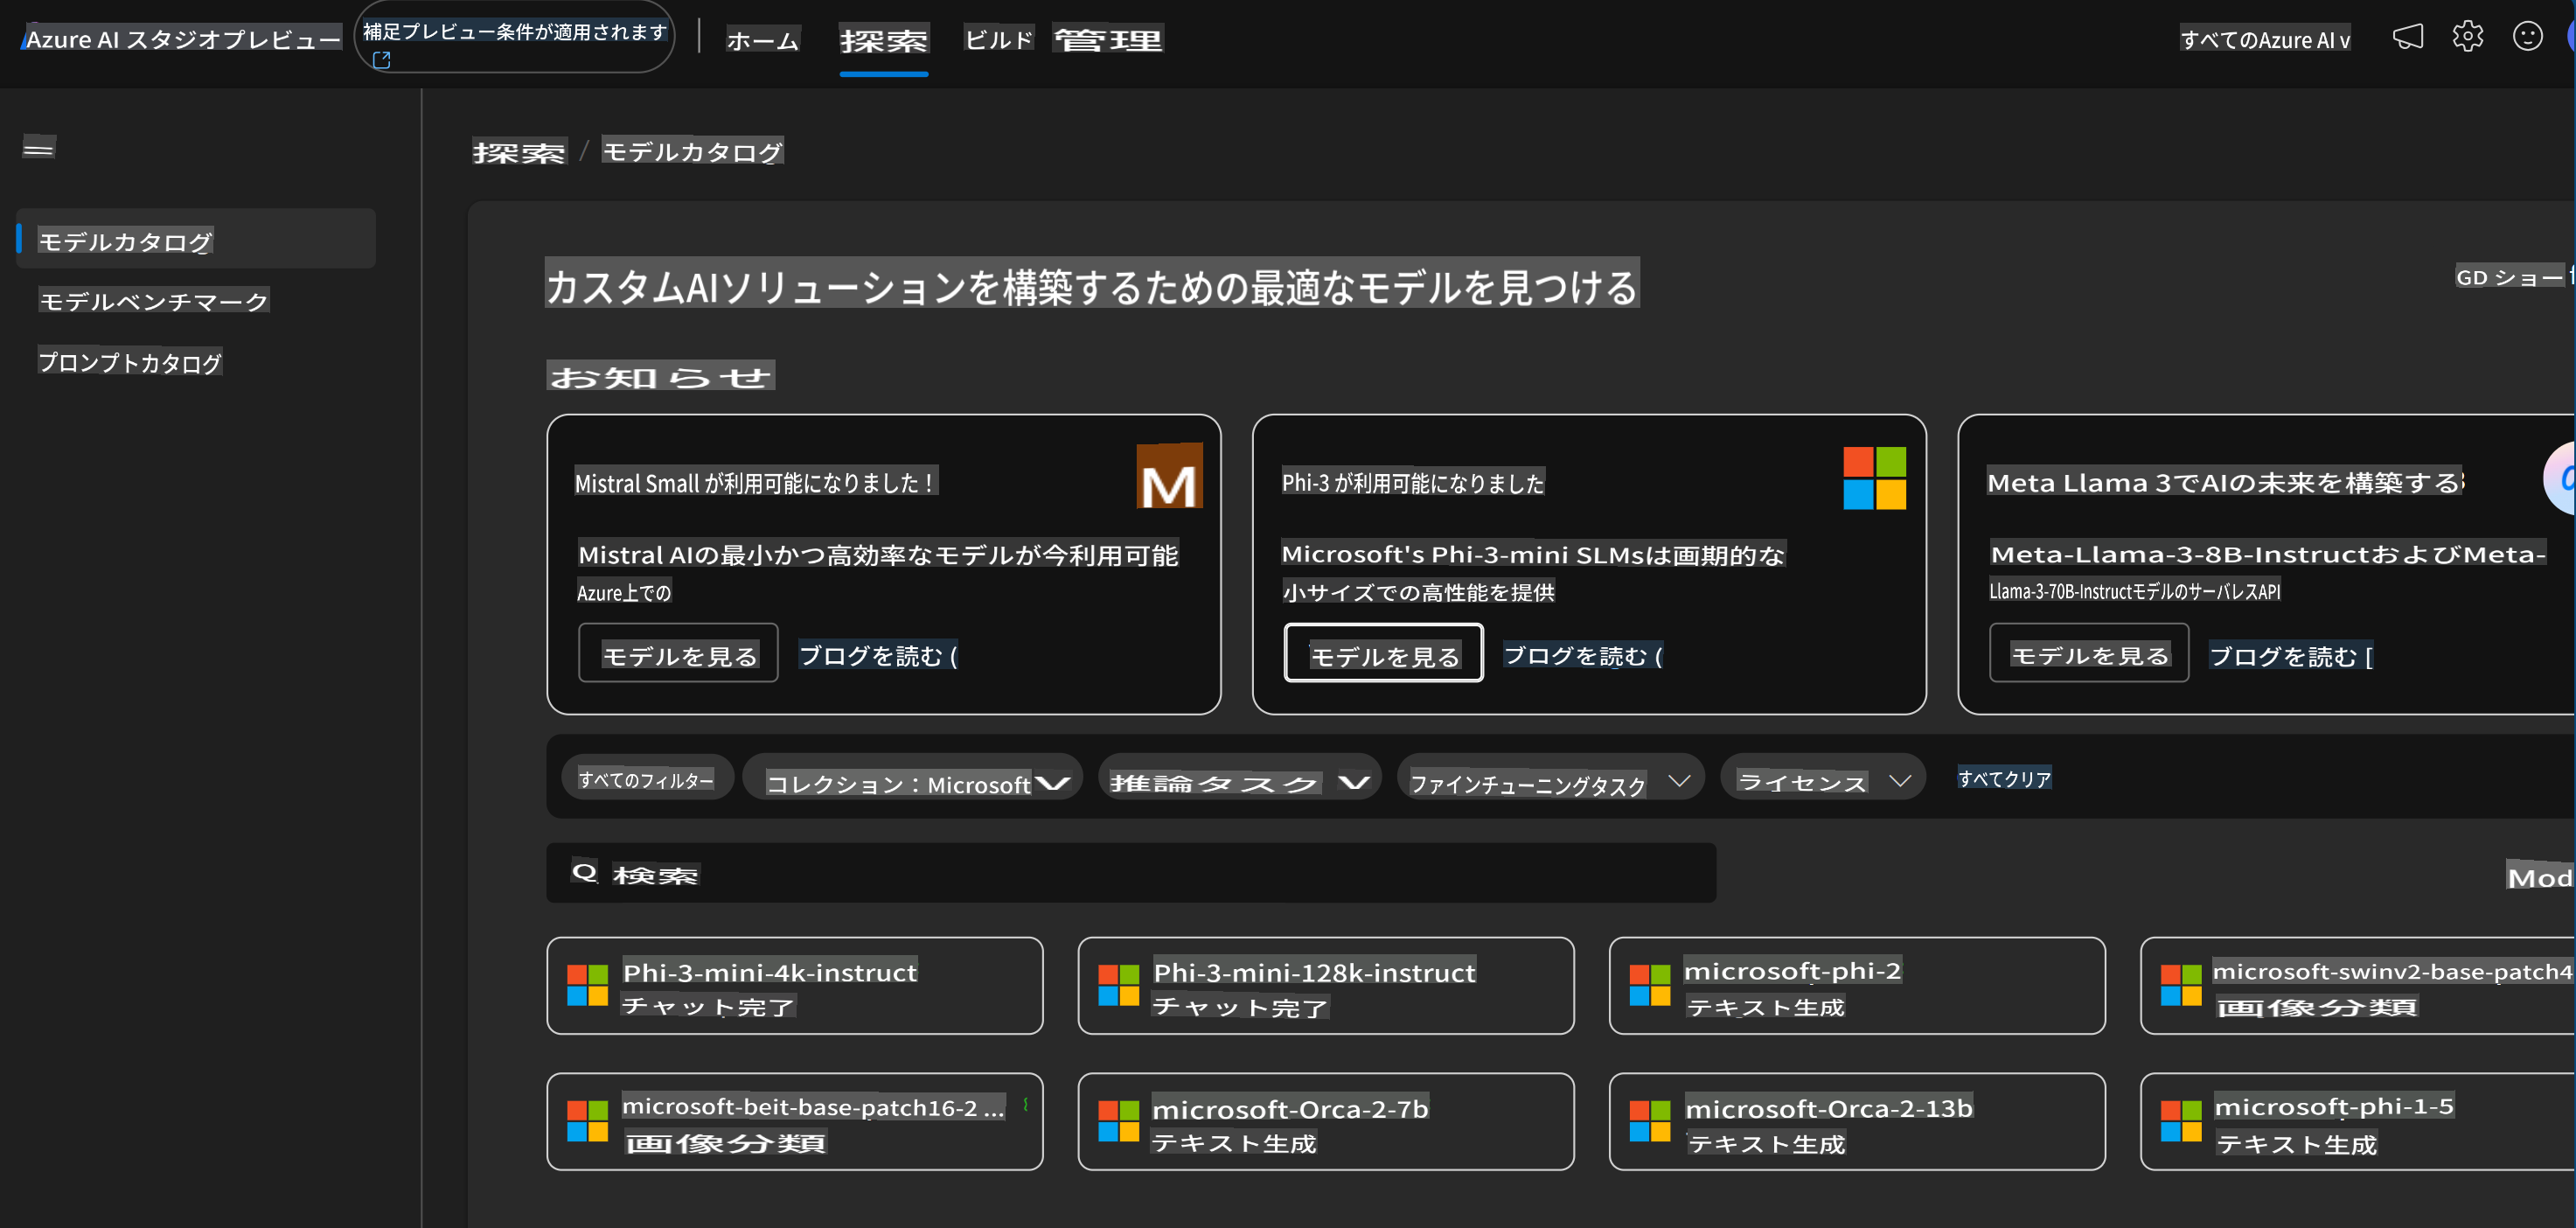 Azure AI スタジオプレビュー
補足プレビュー条件が適用されます
ホーム
探索
ビルド
管理
すべてのAzure AI v
探索 / モデルカタログ
モデルカタログ
モデルベンチマーク
プロンプトカタログ
カスタムAIソリューションを構築するための最適なモデルを見つける
GD ショー
お知らせ
Mistral Small が利用可能になりました！
M
Mistral AIの最小かつ高効率なモデルが今利用可能
Azure上での
モデルを見る
ブログを読む (
Phi-3 が利用可能になりました
Microsoft's Phi-3-mini SLMsは画期的な
小サイズでの高性能を提供
モデルを見る
ブログを読む (
Meta Llama 3でAIの未来を構築する
Meta-Llama-3-8B-InstructおよびMeta-
Llama-3-70B-InstructモデルのサーバレスAPI
モデルを見る
ブログを読む [
すべてのフィルター
コレクション：Microsoft
推論タスク
ファインチューニングタスク
ライセンス
すべてクリア
Q 検索
Mod
Phi-3-mini-4k-instruct
チャット完了
Phi-3-mini-128k-instruct
チャット完了
microsoft-phi-2
テキスト生成
microsoft-swinv2-base-patch4
画像分類
microsoft-beit-base-patch16-2 ...
画像分類
microsoft-Orca-2-7b
テキスト生成
microsoft-Orca-2-13b
テキスト生成
microsoft-phi-1-5
テキスト生成